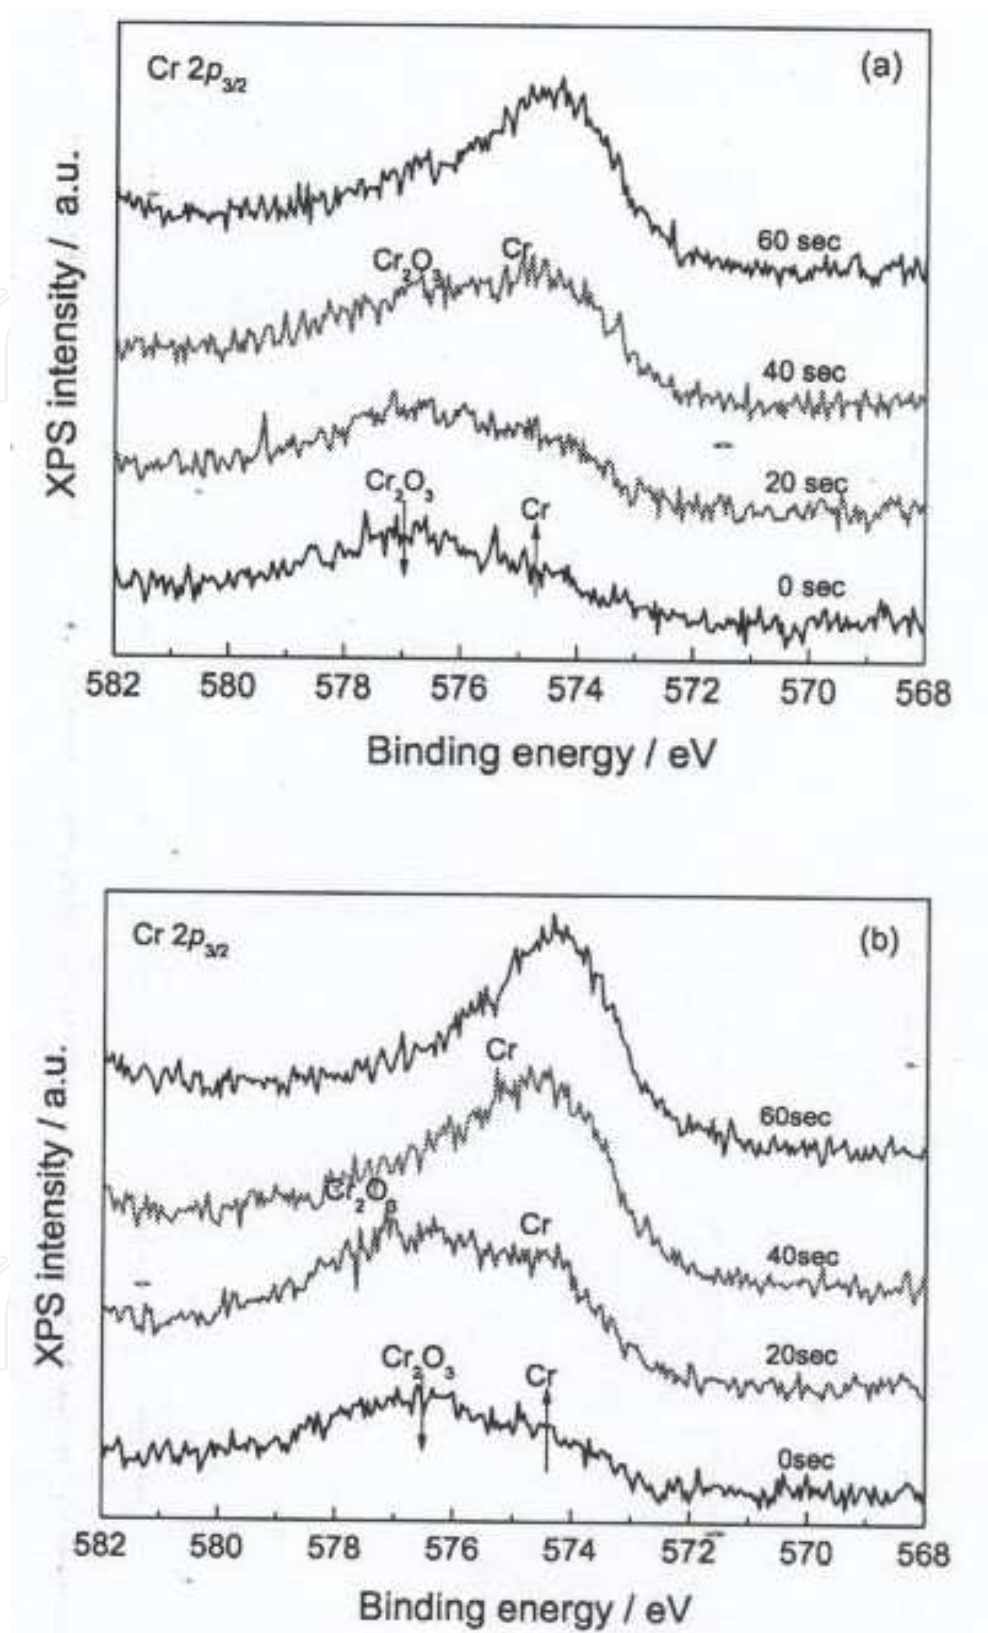 Cr 2p3/2
(a)
XPS intensity / a.u.
60 sec
Cr2O3
Cr
40 sec
20 sec
Cr2O3
Cr
0 sec
582 580 578 576 574 572 570 568
Binding energy / eV
Cr 2p3/2
(b)
XPS intensity / a.u.
Cr
60sec
Cr2O3
Cr
40sec
20sec
Cr2O3
Cr
0sec
582 580 578 576 574 572 570 568
Binding energy / eV